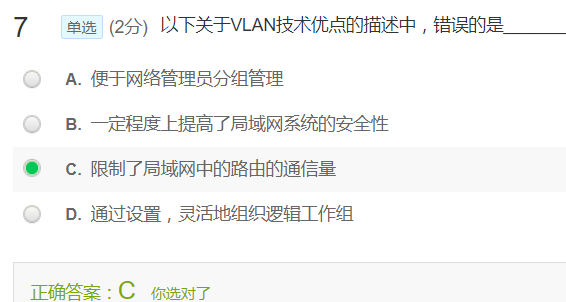 7 单选 (2分) 以下关于VLAN技术优点的描述中，错误的是________
A. 便于网络管理员分组管理
B. 一定程度上提高了局域网系统的安全性
C. 限制了局域网中的路由的通信量
D. 通过设置，灵活地组织逻辑工作组
正确答案：C 你选对了